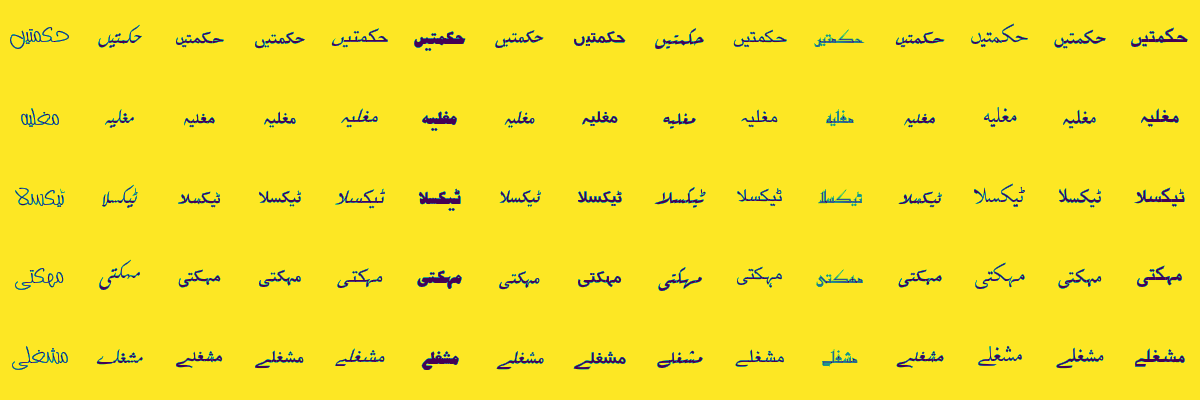 حکمتیں حکمتیں حکمتیں حکمتیں حکمتیں حکمتیں حکمتیں حکمتیں حکمتیں حکمتیں حکمتیں حکمتیں حکمتیں حکمتیں حکمتیں
مغلیہ مغلیہ مغلیہ مغلیہ مغلیہ مغلیہ مغلیہ مغلیہ مغلیہ مغلیہ مغلیہ مغلیہ مغلیہ مغلیہ مغلیہ
ٹیکسلا ٹیکسلا ٹیکسلا ٹیکسلا ٹیکسلا ٹیکسلا ٹیکسلا ٹیکسلا ٹیکسلا ٹیکسلا ٹیکسلا ٹیکسلا ٹیکسلا ٹیکسلا ٹیکسلا
مہکتی مہکتی مہکتی مہکتی مہکتی مہکتی مہکتی مہکتی مہکتی مہکتی مہکتی مہکتی مہکتی مہکتی مہکتی
مشغلے مشغلے مشغلے مشغلے مشغلے مشغلے مشغلے مشغلے مشغلے مشغلے مشغلے مشغلے مشغلے مشغلے مشغلے